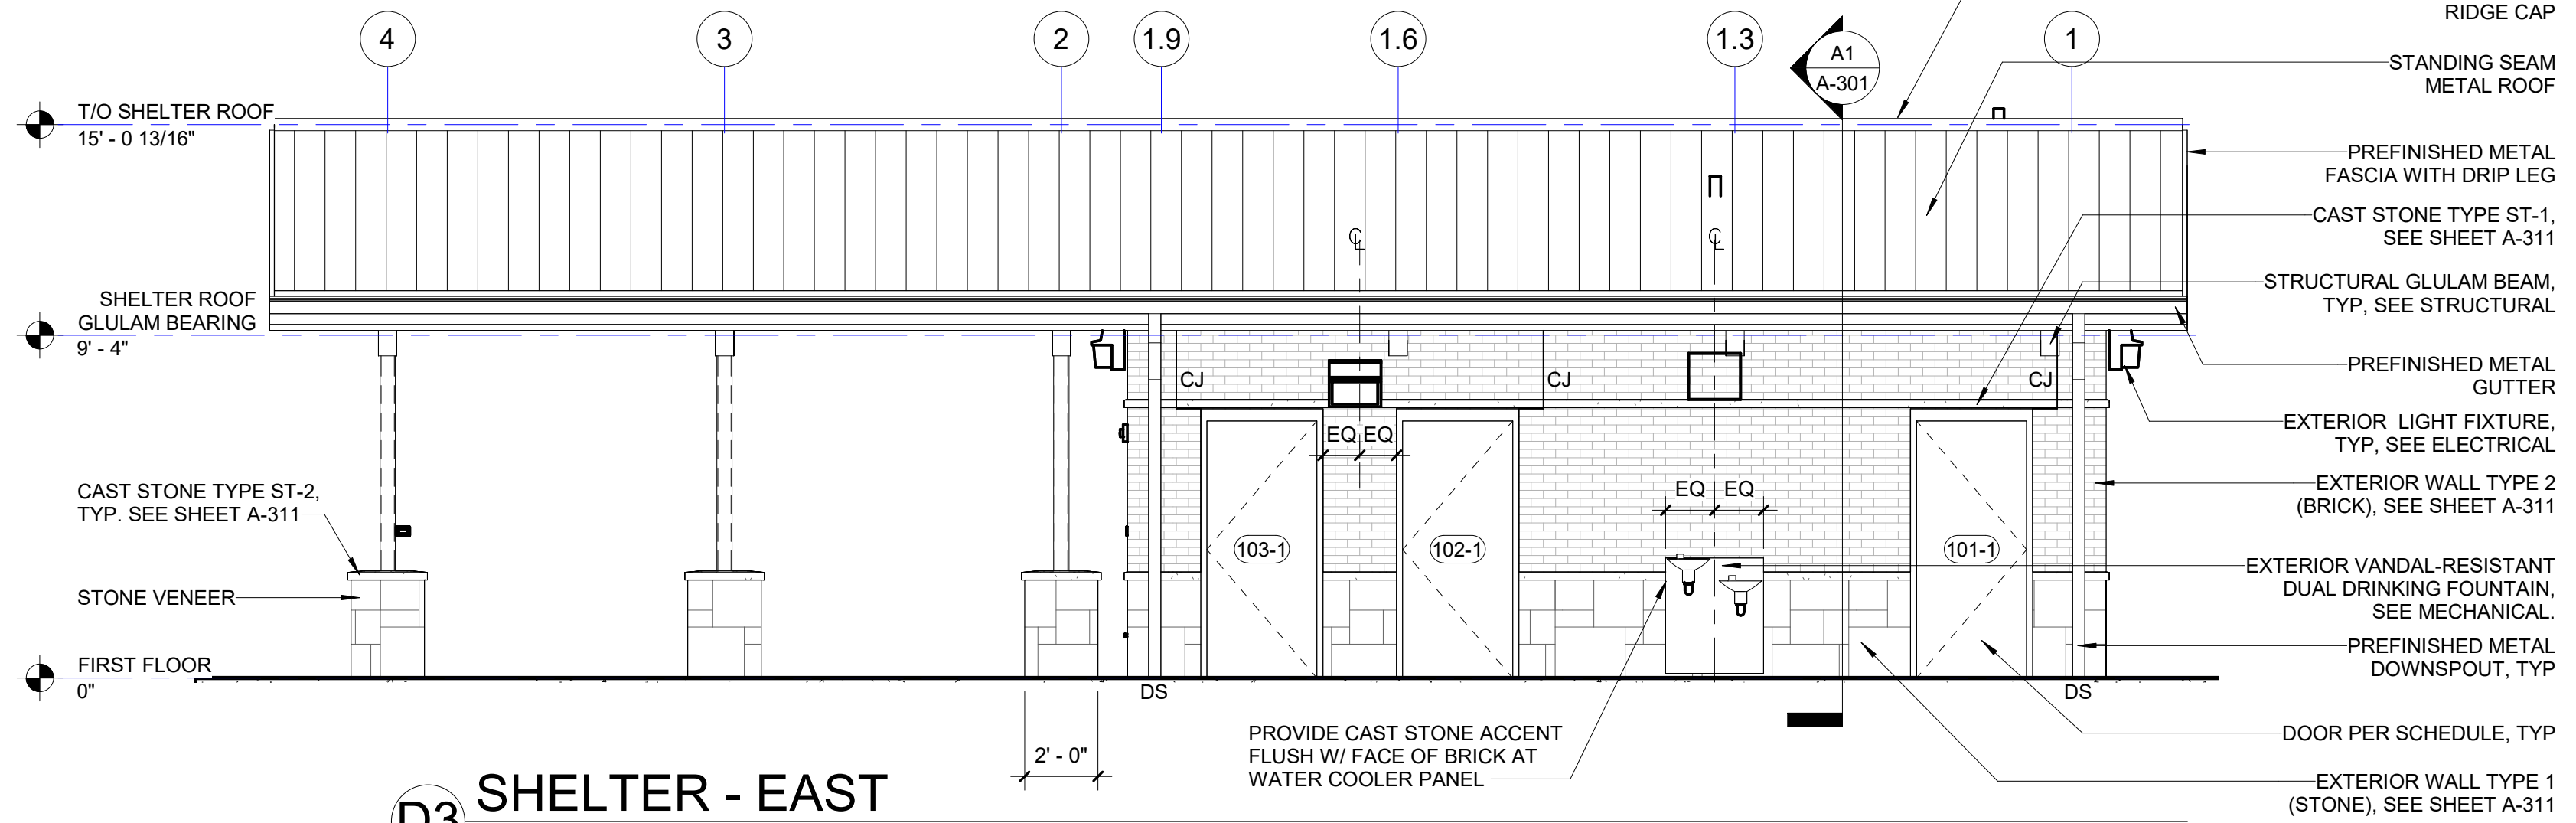 4
3
2
1.9
1.6
1.3
A1
A-301
1
RIDGE CAP
STANDING SEAM
METAL ROOF
T/O SHELTER ROOF
15' - 0 13/16"
PREFINISHED METAL
FASCIA WITH DRIP LEG
CAST STONE TYPE ST-1,
SEE SHEET A-311
STRUCTURAL GLULAM BEAM,
TYP, SEE STRUCTURAL
SHELTER ROOF
GLULAM BEARING
9' - 4"
PREFINISHED METAL
GUTTER
CJ
CJ
CJ
EXTERIOR LIGHT FIXTURE,
TYP, SEE ELECTRICAL
EQ EQ
EXTERIOR WALL TYPE 2
(BRICK), SEE SHEET A-311
EQ EQ
CAST STONE TYPE ST-2,
TYP. SEE SHEET A-311
103-1
102-1
101-1
EXTERIOR VANDAL-RESISTANT
DUAL DRINKING FOUNTAIN,
SEE MECHANICAL.
STONE VENEER
PREFINISHED METAL
DOWNSPOUT, TYP
FIRST FLOOR
0"
DS
DS
DOOR PER SCHEDULE, TYP
PROVIDE CAST STONE ACCENT
FLUSH W/ FACE OF BRICK AT
WATER COOLER PANEL
2' - 0"
EXTERIOR WALL TYPE 1
(STONE), SEE SHEET A-311
D3
SHELTER - EAST